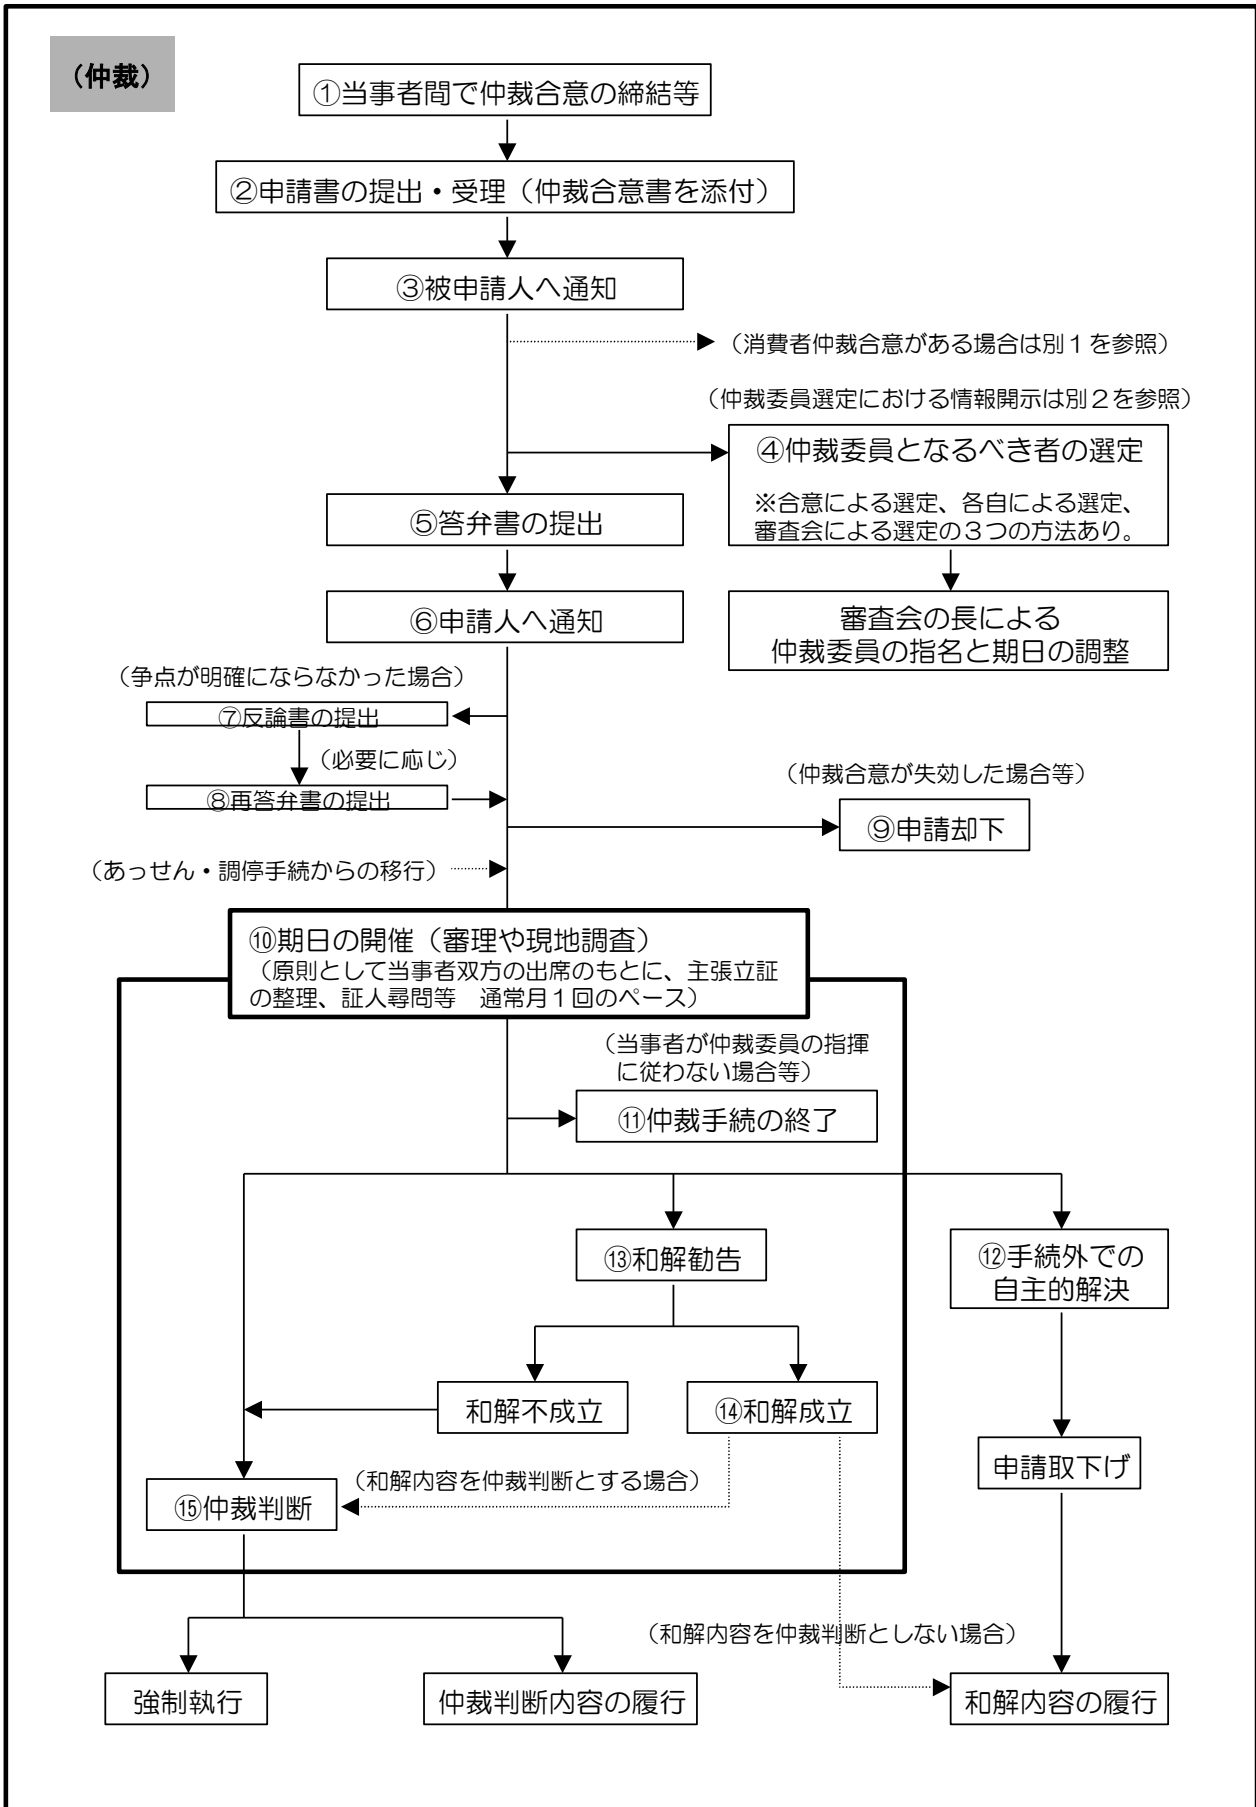 （仲裁）
①当事者間で仲裁合意の締結等
②申請書の提出・受理（仲裁合意書を添付）
③被申請人へ通知
（消費者仲裁合意がある場合は別１を参照）
（仲裁委員選定における情報開示は別２を参照）
④仲裁委員となるべき者の選定
※合意による選定、各自による選定、
審査会による選定の３つの方法あり。
⑤答弁書の提出
⑥申請人へ通知
審査会の長による
仲裁委員の指名と期日の調整
（争点が明確にならなかった場合）
⑦反論書の提出
（必要に応じ）
⑧再答弁書の提出
（仲裁合意が失効した場合等）
⑨申請却下
（あっせん・調停手続からの移行）
⑩期日の開催（審理や現地調査）
（原則として当事者双方の出席のもとに、主張立証
の整理、証人尋問等　通常月１回のペース）
（当事者が仲裁委員の指揮
に従わない場合等）
⑪仲裁手続の終了
⑬和解勧告
⑫手続外での
自主的解決
和解不成立
⑭和解成立
申請取下げ
（和解内容を仲裁判断とする場合）
⑮仲裁判断
（和解内容を仲裁判断としない場合）
強制執行
仲裁判断内容の履行
和解内容の履行